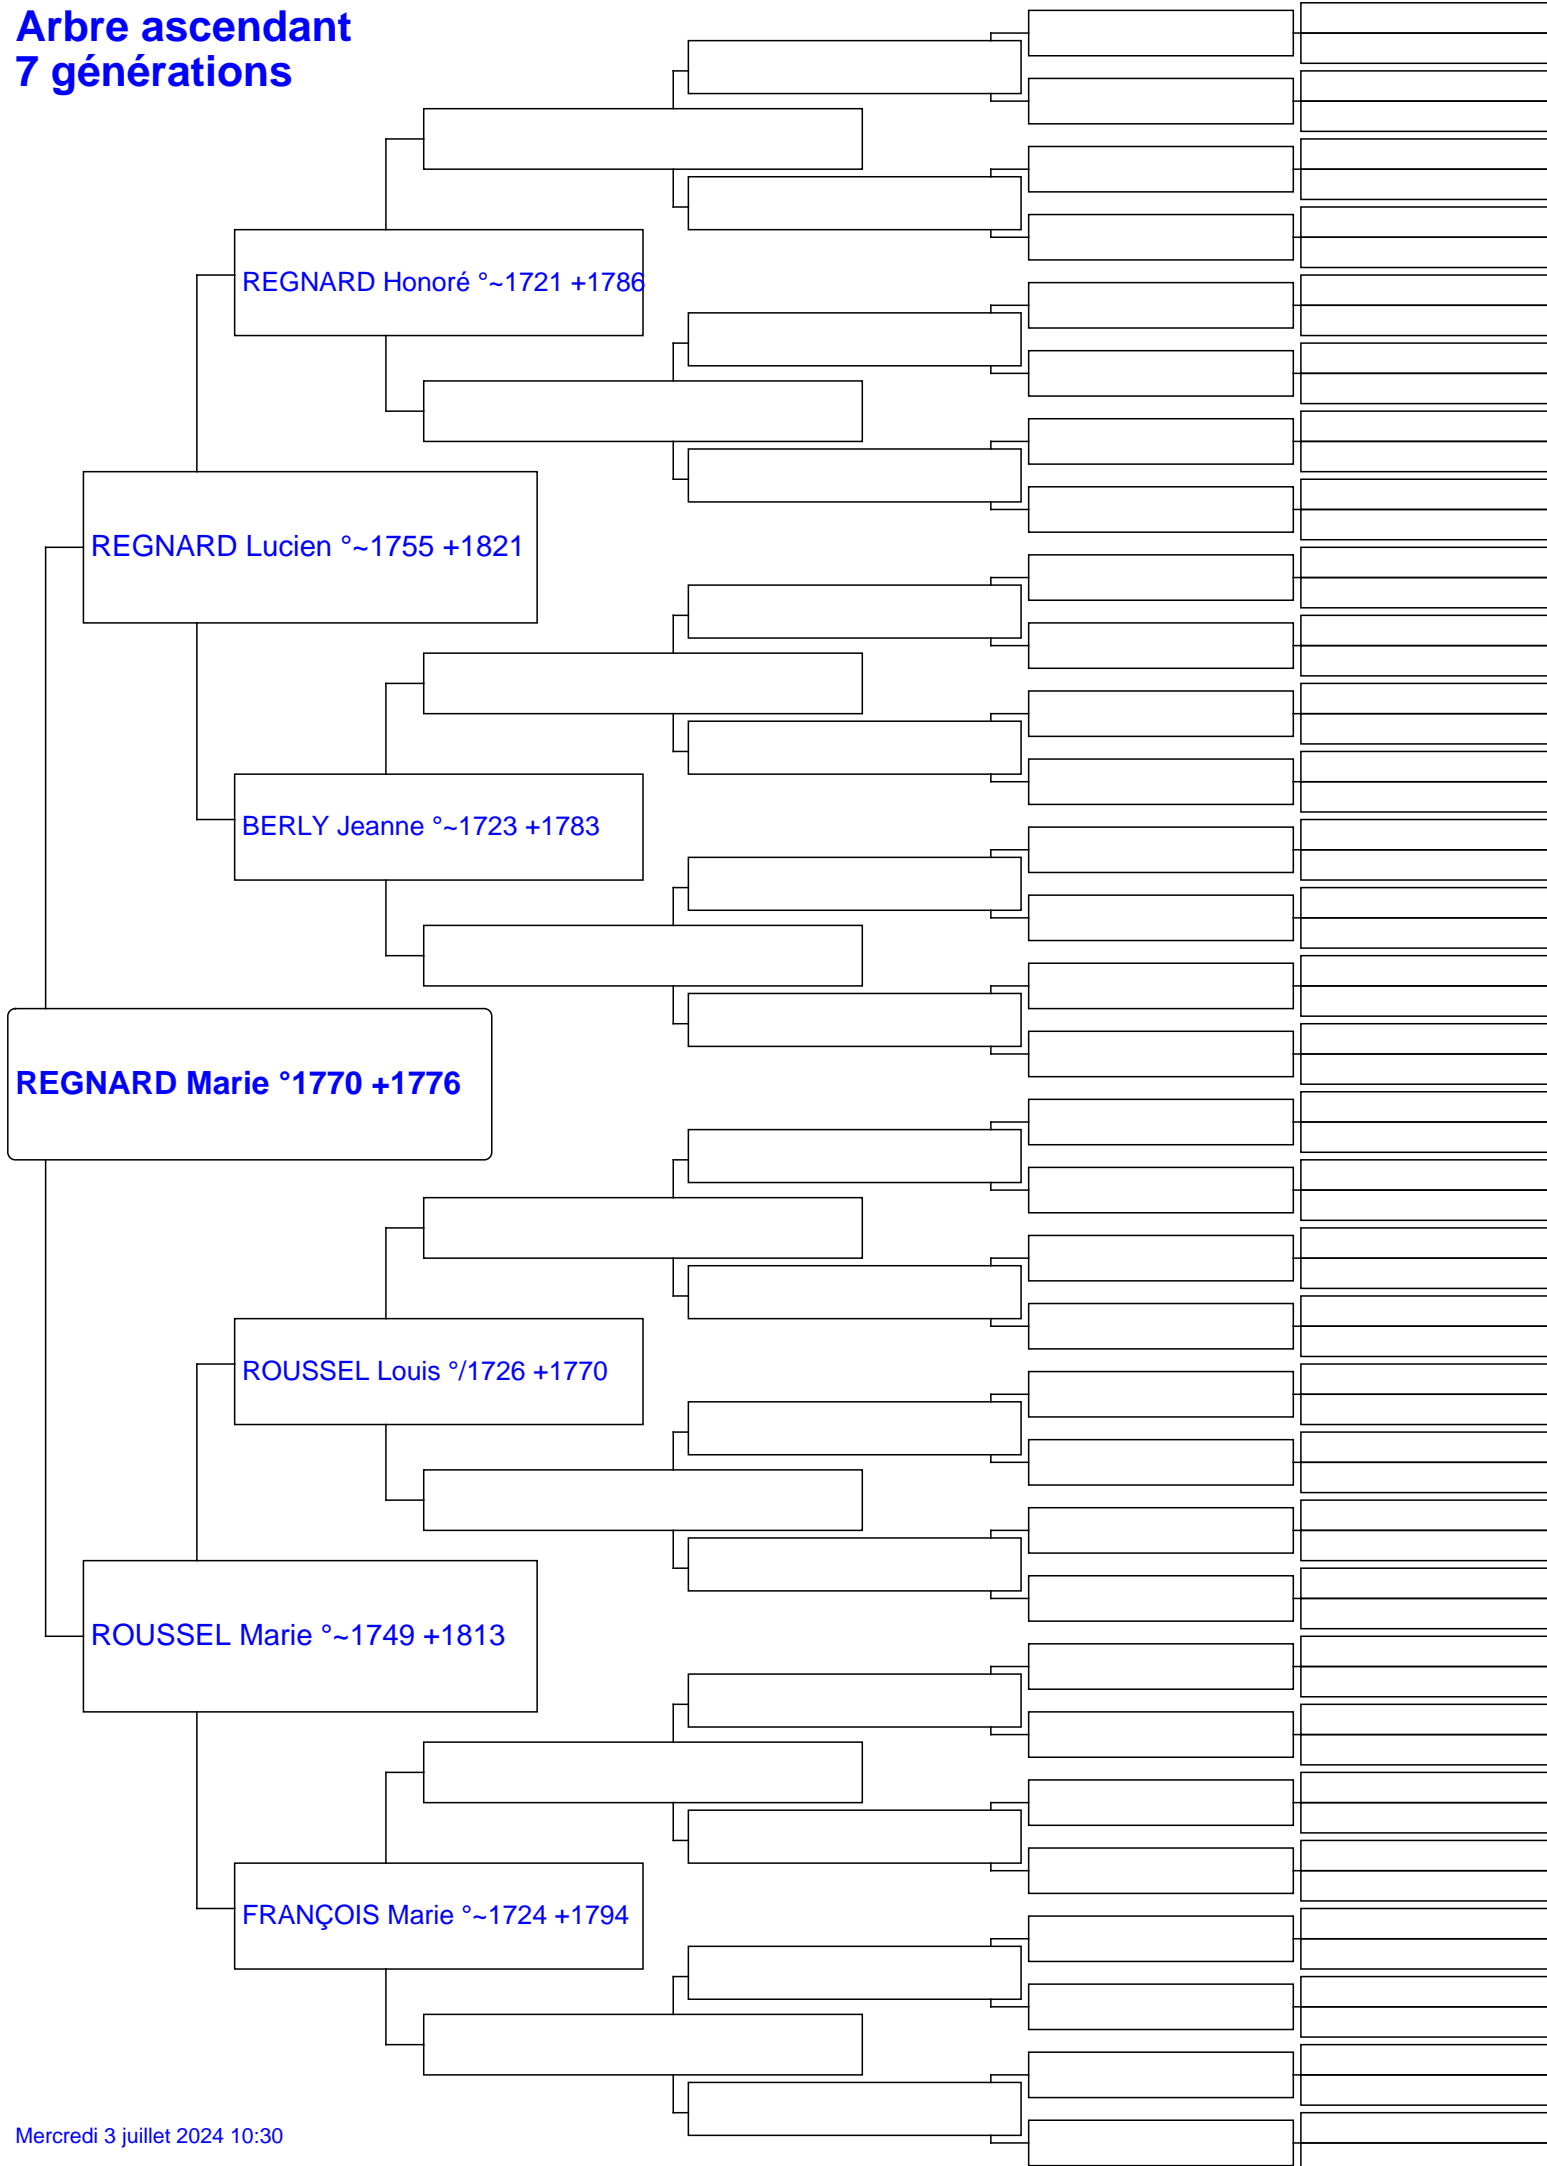 Arbre ascendant
7 générations
REGNARD Honoré °~1721 +1786
REGNARD Lucien °~1755 +1821
BERLY Jeanne °~1723 +1783
REGNARD Marie °1770 +1776
ROUSSEL Louis °/1726 +1770
ROUSSEL Marie °~1749 +1813
FRANÇOIS Marie °~1724 +1794
Mercredi 3 juillet 2024 10:30